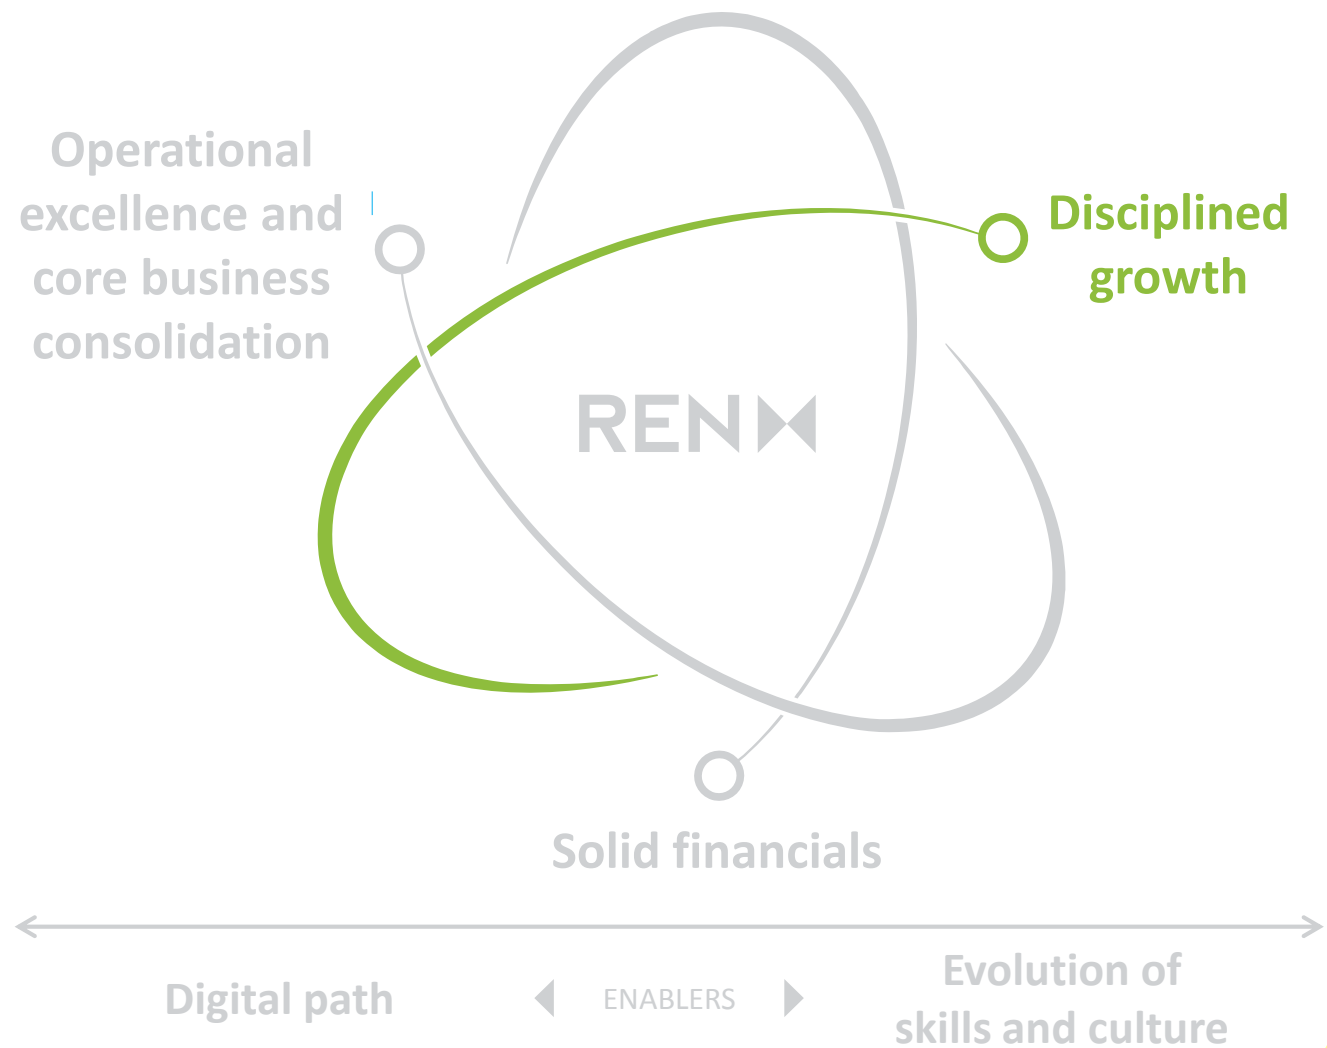 Operational
excellence and
core business
consolidation
Disciplined
growth
REN
Solid financials
Digital path
ENABLERS
Evolution of
skills and culture